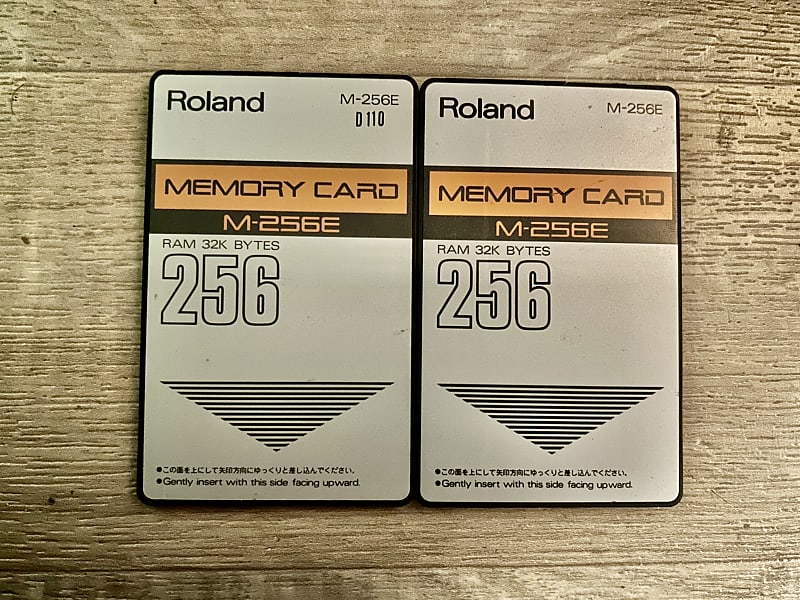 Roland
M-256E
D110
MEMORY CARD
M-256E
RAM 32K BYTES
256
●この面を上にして矢印方向にゆっくりと差し込んでください。
●Gently insert with this side facing upward.
Roland
M-256E
MEMORY CARD
M-256E
RAM 32K BYTES
256
●この面を上にして矢印方向にゆっくりと差し込んでください。
●Gently insert with this side facing upward.